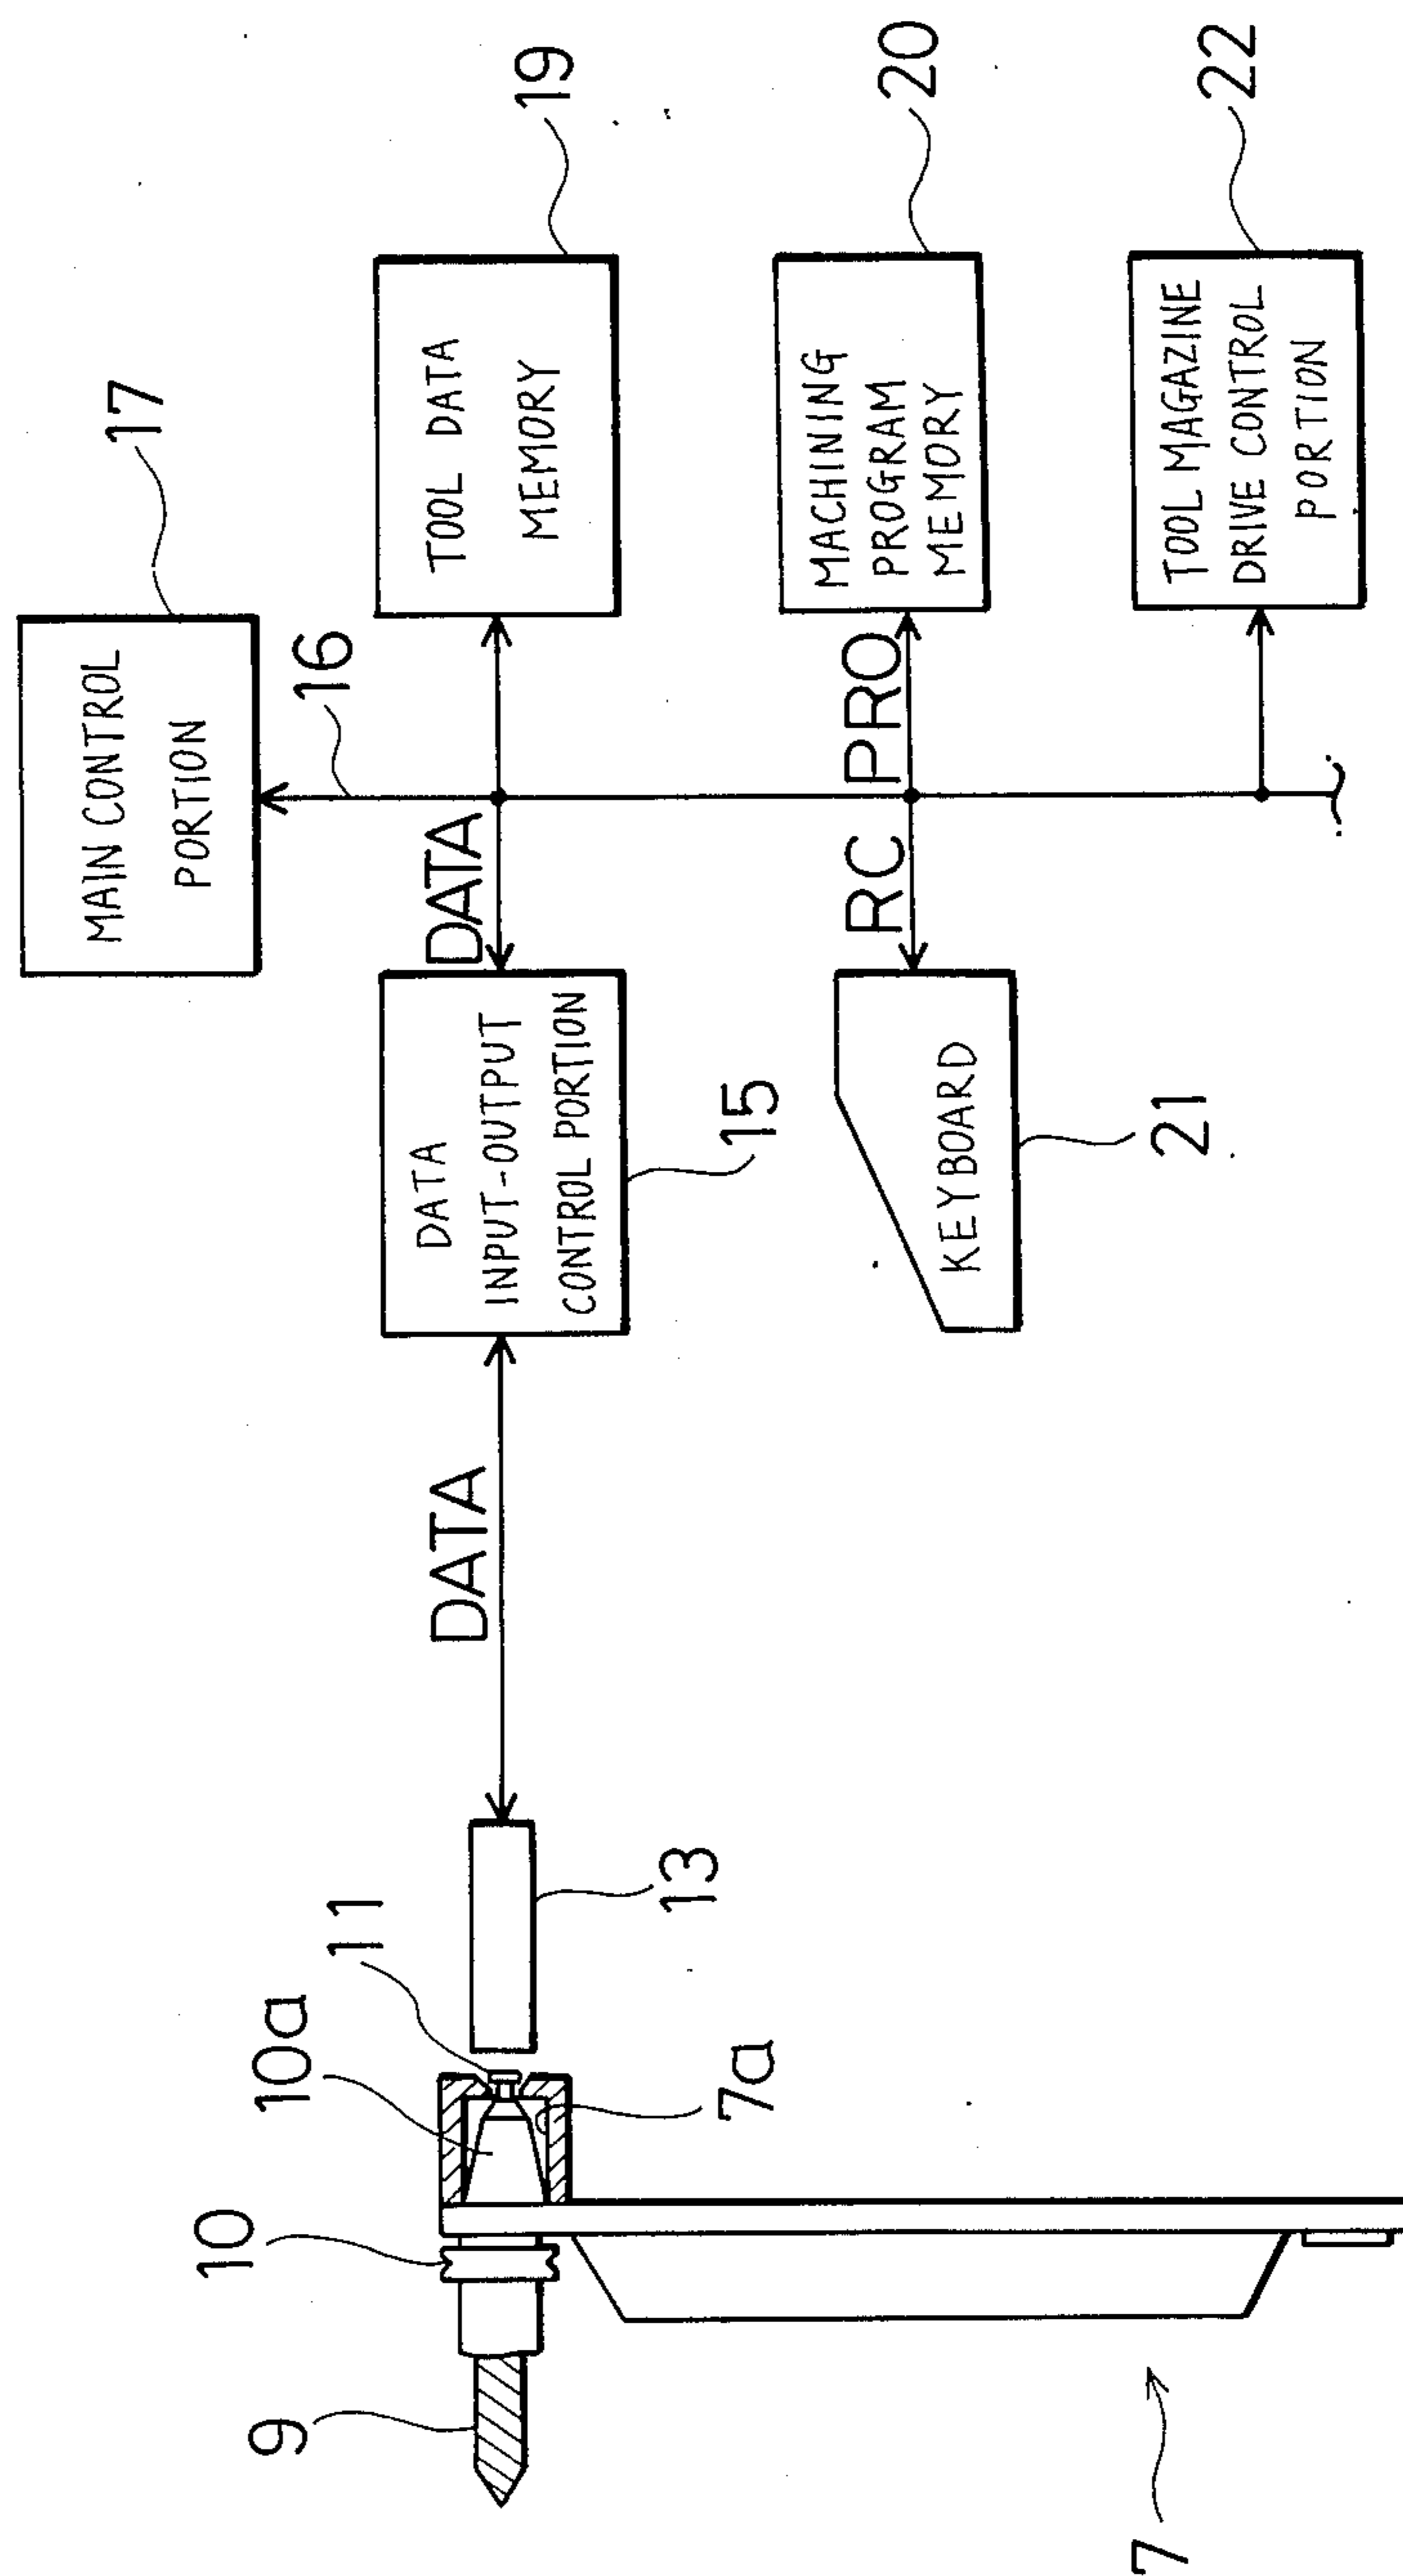 17
MAIN CONTROL
PORTION
16
19
TOOL DATA
MEMORY
DATA
DATA
INPUT-OUTPUT
CONTROL PORTION
15
DATA
20
MACHINING
PROGRAM
MEMORY
PRO
RC
KEYBOARD
21
22
TOOL MAGAZINE
DRIVE CONTROL
PORTION
11
13
10a
7a
10
9
7